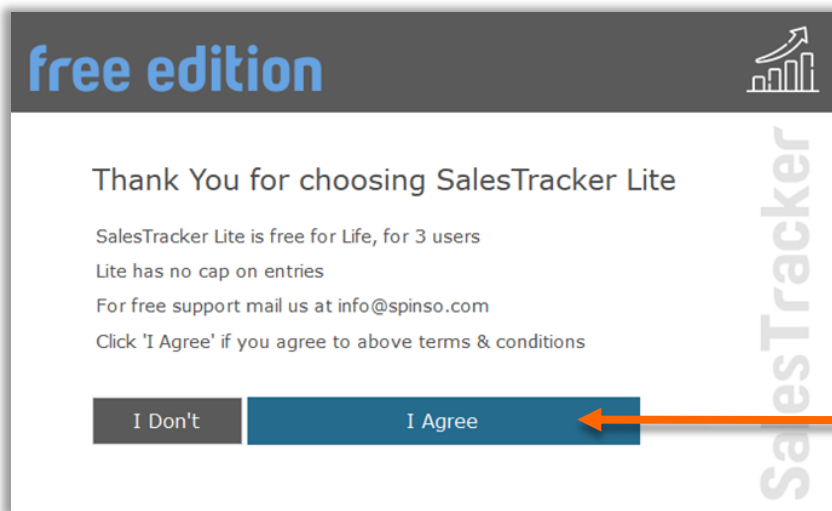 free edition
Thank You for choosing SalesTracker Lite
SalesTracker Lite is free for Life, for 3 users
Lite has no cap on entries
For free support mail us at info@spinso.com
Click 'I Agree' if you agree to above terms & conditions
I Don't
I Agree
SalesTracker